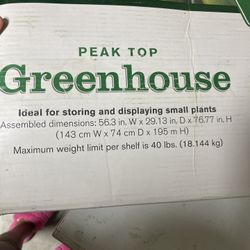 PEAK TOP
Greenhouse
Ideal for storing and displaying small plants
Assembled dimensions: 56.3 in. W x 29.13 in, D x 76.77 in. H
(143 cm W x 74 cm D x 195 m H)
Maximum weight limit per shelf is 40 lbs. (18.144 kg)